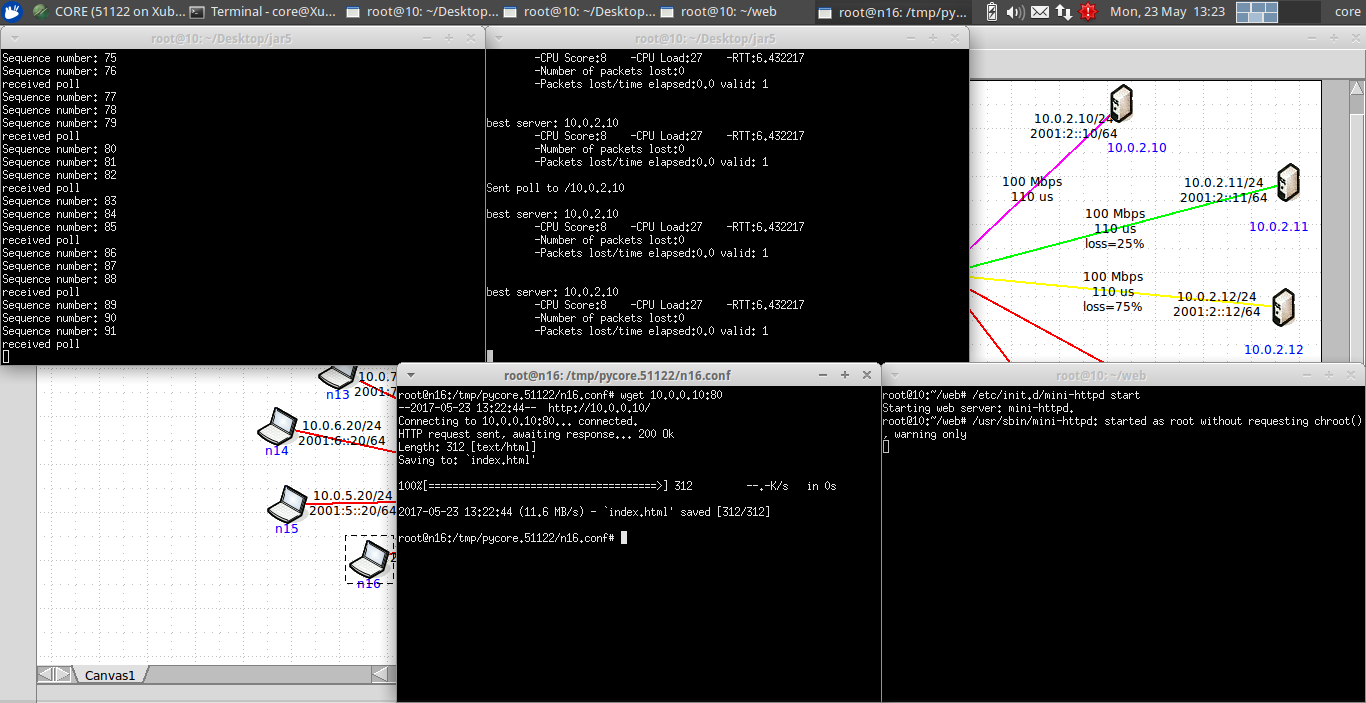 CORE (51122 on Xub...
Terminal - core@Xu...
root@10: ~/Desktop...
root@10: ~/Desktop...
root@10: ~/web
root@n16: /tmp/py...
Mon, 23 May 13:23
core
root@10: ~/Desktop/jar5
Sequence number: 75
Sequence number: 76
received poll
Sequence number: 77
Sequence number: 78
Sequence number: 79
received poll
Sequence number: 80
Sequence number: 81
Sequence number: 82
received poll
Sequence number: 83
Sequence number: 84
Sequence number: 85
received poll
Sequence number: 86
Sequence number: 87
Sequence number: 88
received poll
Sequence number: 89
Sequence number: 90
Sequence number: 91
received poll
root@10: ~/Desktop/jar5
-CPU Score:8 -CPU Load:27 -RTT:6.432217
-Number of packets lost:0
-Packets lost/time elapsed:0.0 valid: 1
best server: 10.0.2.10
-CPU Score:8 -CPU Load:27 -RTT:6.432217
-Number of packets lost:0
-Packets lost/time elapsed:0.0 valid: 1
Sent poll to /10.0.2.10
best server: 10.0.2.10
-CPU Score:8 -CPU Load:27 -RTT:6.432217
-Number of packets lost:0
-Packets lost/time elapsed:0.0 valid: 1
best server: 10.0.2.10
-CPU Score:8 -CPU Load:27 -RTT:6.432217
-Number of packets lost:0
-Packets lost/time elapsed:0.0 valid: 1
10.0.2.10/24
2001:2::10/64
10.0.2.10
100 Mbps
110 us
10.0.2.11/24
2001:2::11/64
10.0.2.11
100 Mbps
110 us
loss=25%
100 Mbps
110 us
loss=75%
10.0.2.12/24
2001:2::12/64
10.0.2.12
10.0.7
2001:7
n13
10.0.6.20/24
2001:6::20/64
n14
10.0.5.20/24
2001:5::20/64
n15
2
n16
Canvas1
root@n16: /tmp/pycore.51122/n16.conf
root@n16:/tmp/pycore.51122/n16.conf# wget 10.0.0.10:80
--2017-05-23 13:22:44-- http://10.0.0.10/
Connecting to 10.0.0.10:80... connected.
HTTP request sent, awaiting response... 200 Ok
Length: 312 [text/html]
Saving to: `index.html'
100%[======================================>] 312 --.-K/s in 0s
2017-05-23 13:22:44 (11.6 MB/s) - `index.html' saved [312/312]
root@n16:/tmp/pycore.51122/n16.conf#
root@10: ~/web
root@10:~/web# /etc/init.d/mini-httpd start
Starting web server: mini-httpd.
root@10:~/web# /usr/sbin/mini-httpd: started as root without requesting chroot()
, warning only